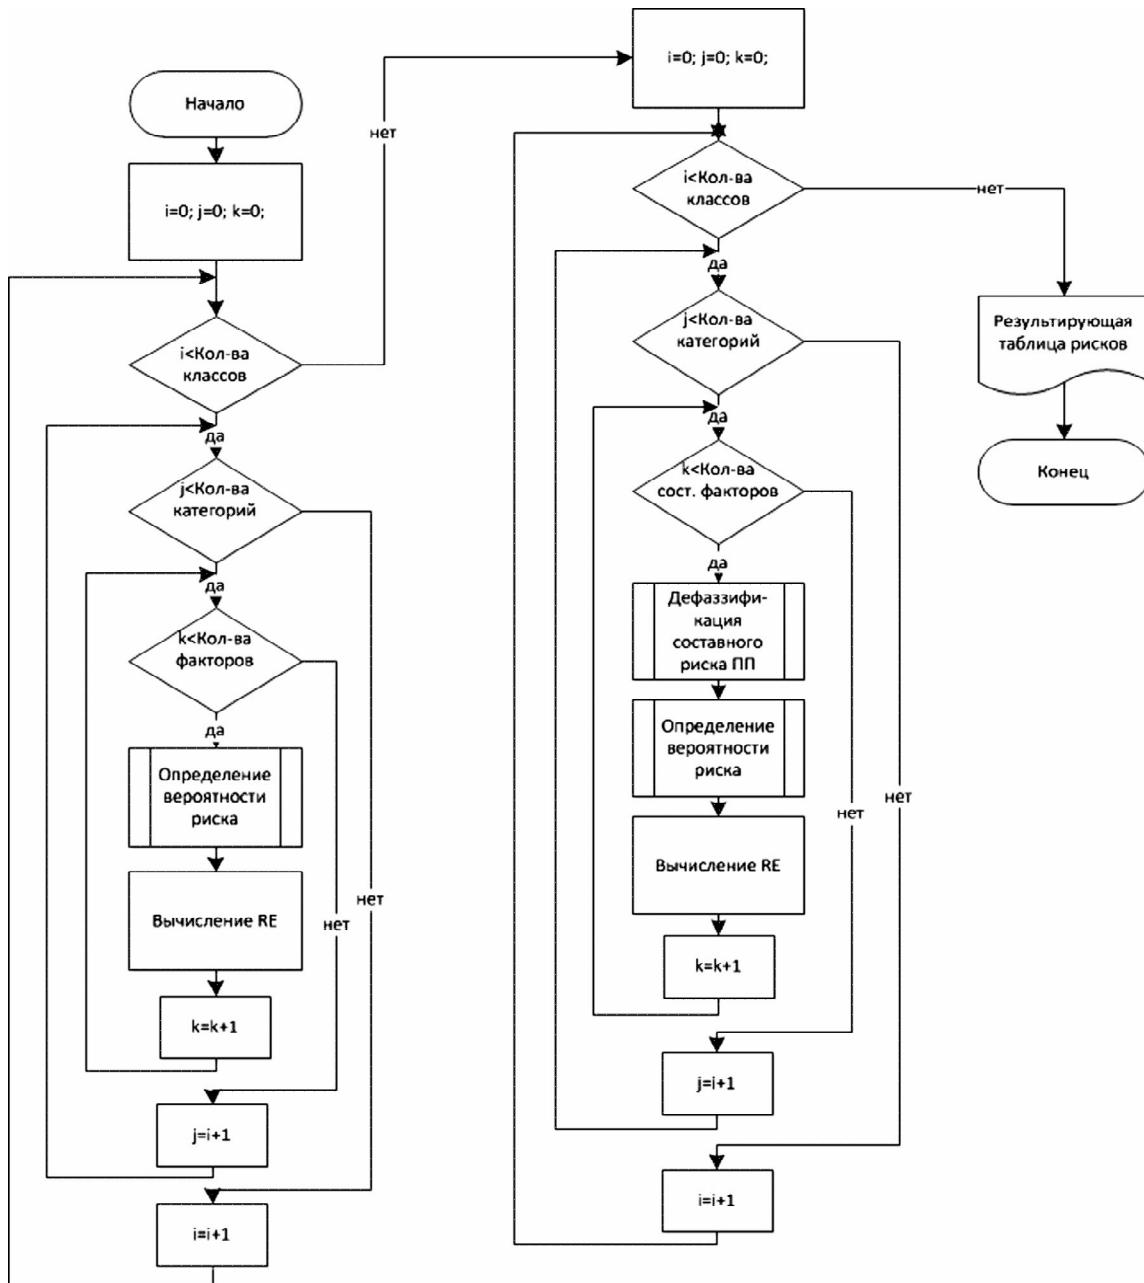 Начало
i=0; j=0; k=0;
i<Кол-ва
классов
нет
да
j<Кол-ва
категорий
да
k<Кол-ва
факторов
да
Определение
вероятности
риска
Вычисление RE
нет
нет
k=k+1
j=i+1
i=i+1
i=0; j=0; k=0;
i<Кол-ва
классов
нет
да
j<Кол-ва
категорий
да
k<Кол-ва
сост. факторов
да
Дефаззифи-
кация
составного
риска ПП
Определение
вероятности
риска
нет
нет
Вычисление RE
k=k+1
j=i+1
i=i+1
Результирующая
таблица рисков
Конец